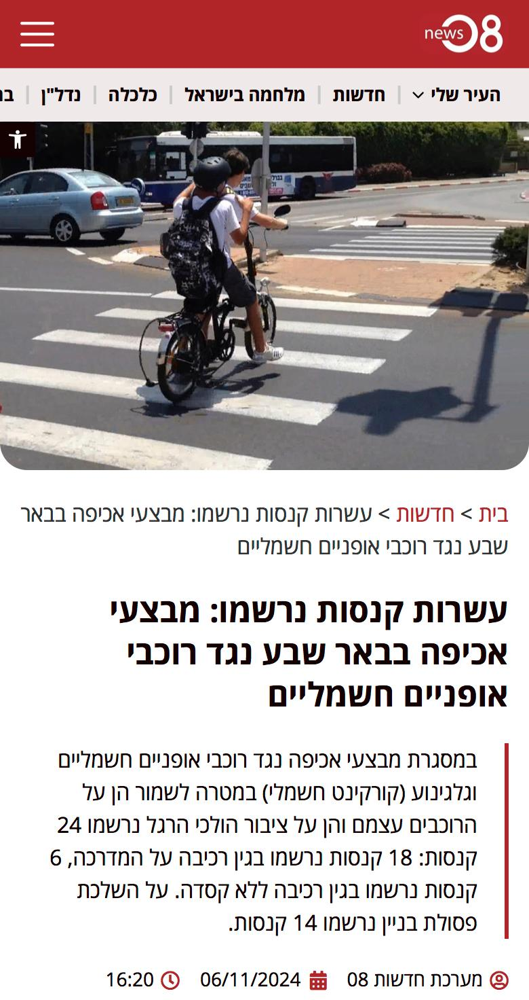 news 08
העיר שלי | חדשות | מלחמה בישראל | כלכלה | נדל"ן
בית > חדשות > עשרות קנסות נרשמו: מבצעי אכיפה בבאר
שבע נגד רוכבי אופניים חשמליים
עשרות קנסות נרשמו: מבצעי
אכיפה בבאר שבע נגד רוכבי
אופניים חשמליים
במסגרת מבצעי אכיפה נגד רוכבי אופניים חשמליים
וגלגינוע (קורקינט חשמלי) במטרה לשמור הן על
הרוכבים עצמם והן על ציבור הולכי הרגל נרשמו 24
קנסות: 18 קנסות נרשמו בגין רכיבה על המדרכה, 6
קנסות נרשמו בגין רכיבה ללא קסדה. על השלכת
פסולת בניין נרשמו 14 קנסות.
מערכת חדשות 08 06/11/2024 16:20